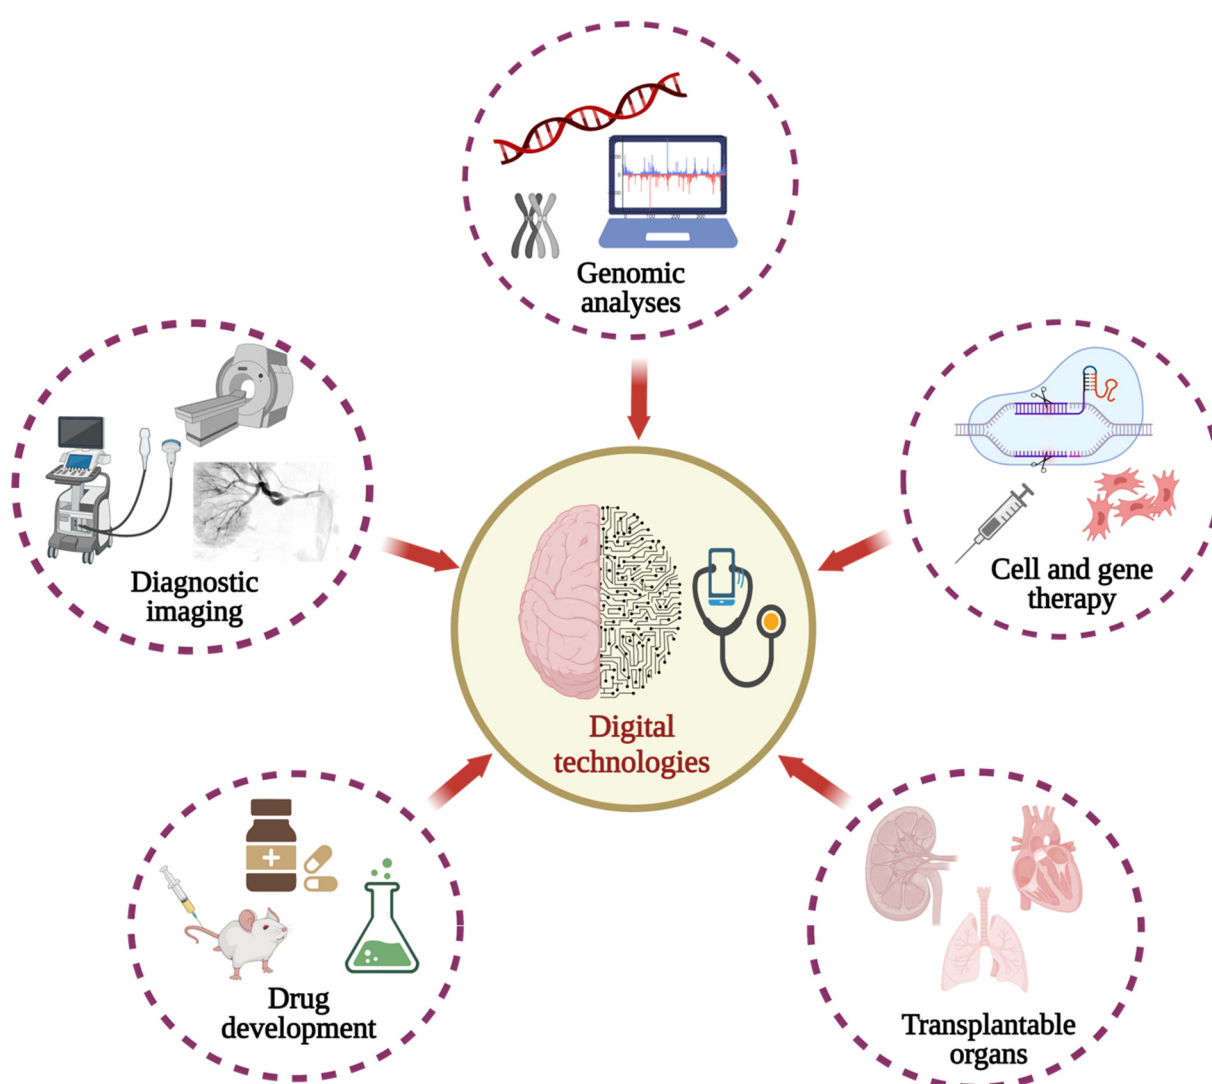 Genomic
analyses
Diagnostic
imaging
Cell and gene
therapy
Digital
technologies
Drug
development
Transplantable
organs